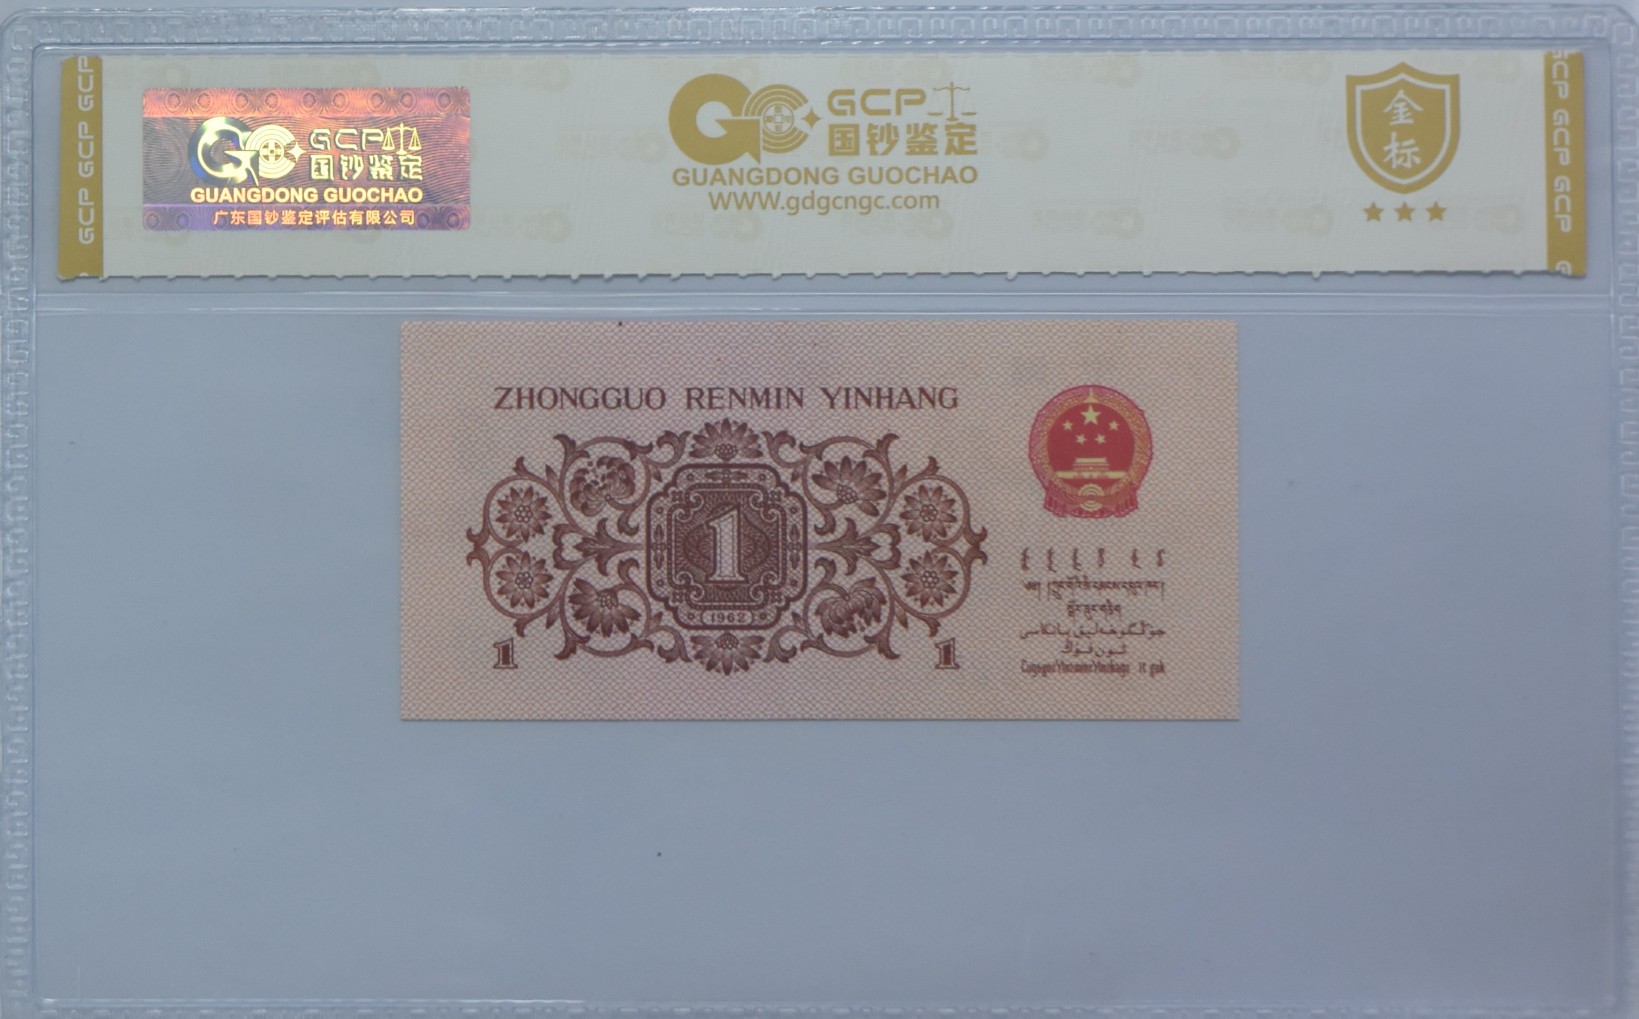 GCP
国钞鉴定
GUANGDONG GUOCHAO
广东国钞鉴定评估有限公司
GCP
国钞鉴定
GUANGDONG GUOCHAO
WWW.gdgcngc.com
金标
GCP GCP GCP
GCP GCP GCP
ZHONGGUO RENMIN YINHANG
1
1962
1
1